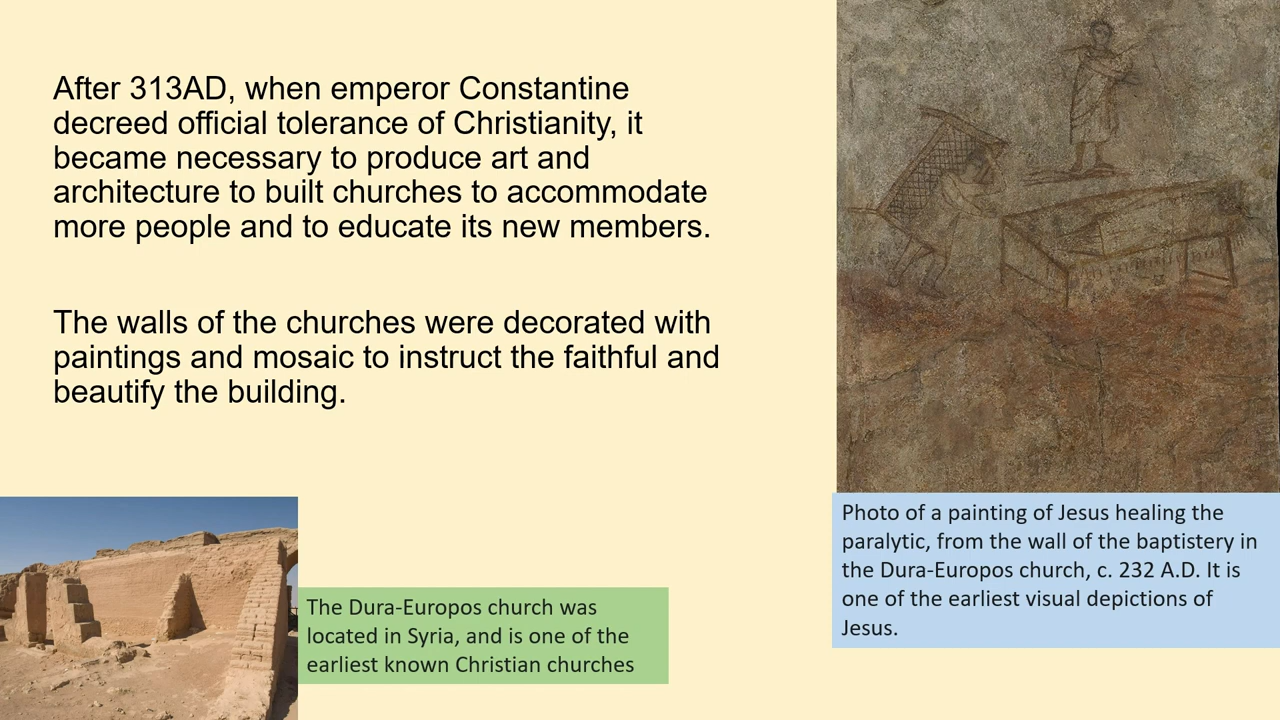 After 313AD, when emperor Constantine
decreed official tolerance of Christianity, it
became necessary to produce art and
architecture to built churches to accommodate
more people and to educate its new members.
The walls of the churches were decorated with
paintings and mosaic to instruct the faithful and
beautify the building.
Photo of a painting of Jesus healing the
paralytic, from the wall of the baptistery in
the Dura-Europos church, c. 232 A.D. It is
one of the earliest visual depictions of
Jesus.
The Dura-Europos church was
located in Syria, and is one of the
earliest known Christian churches